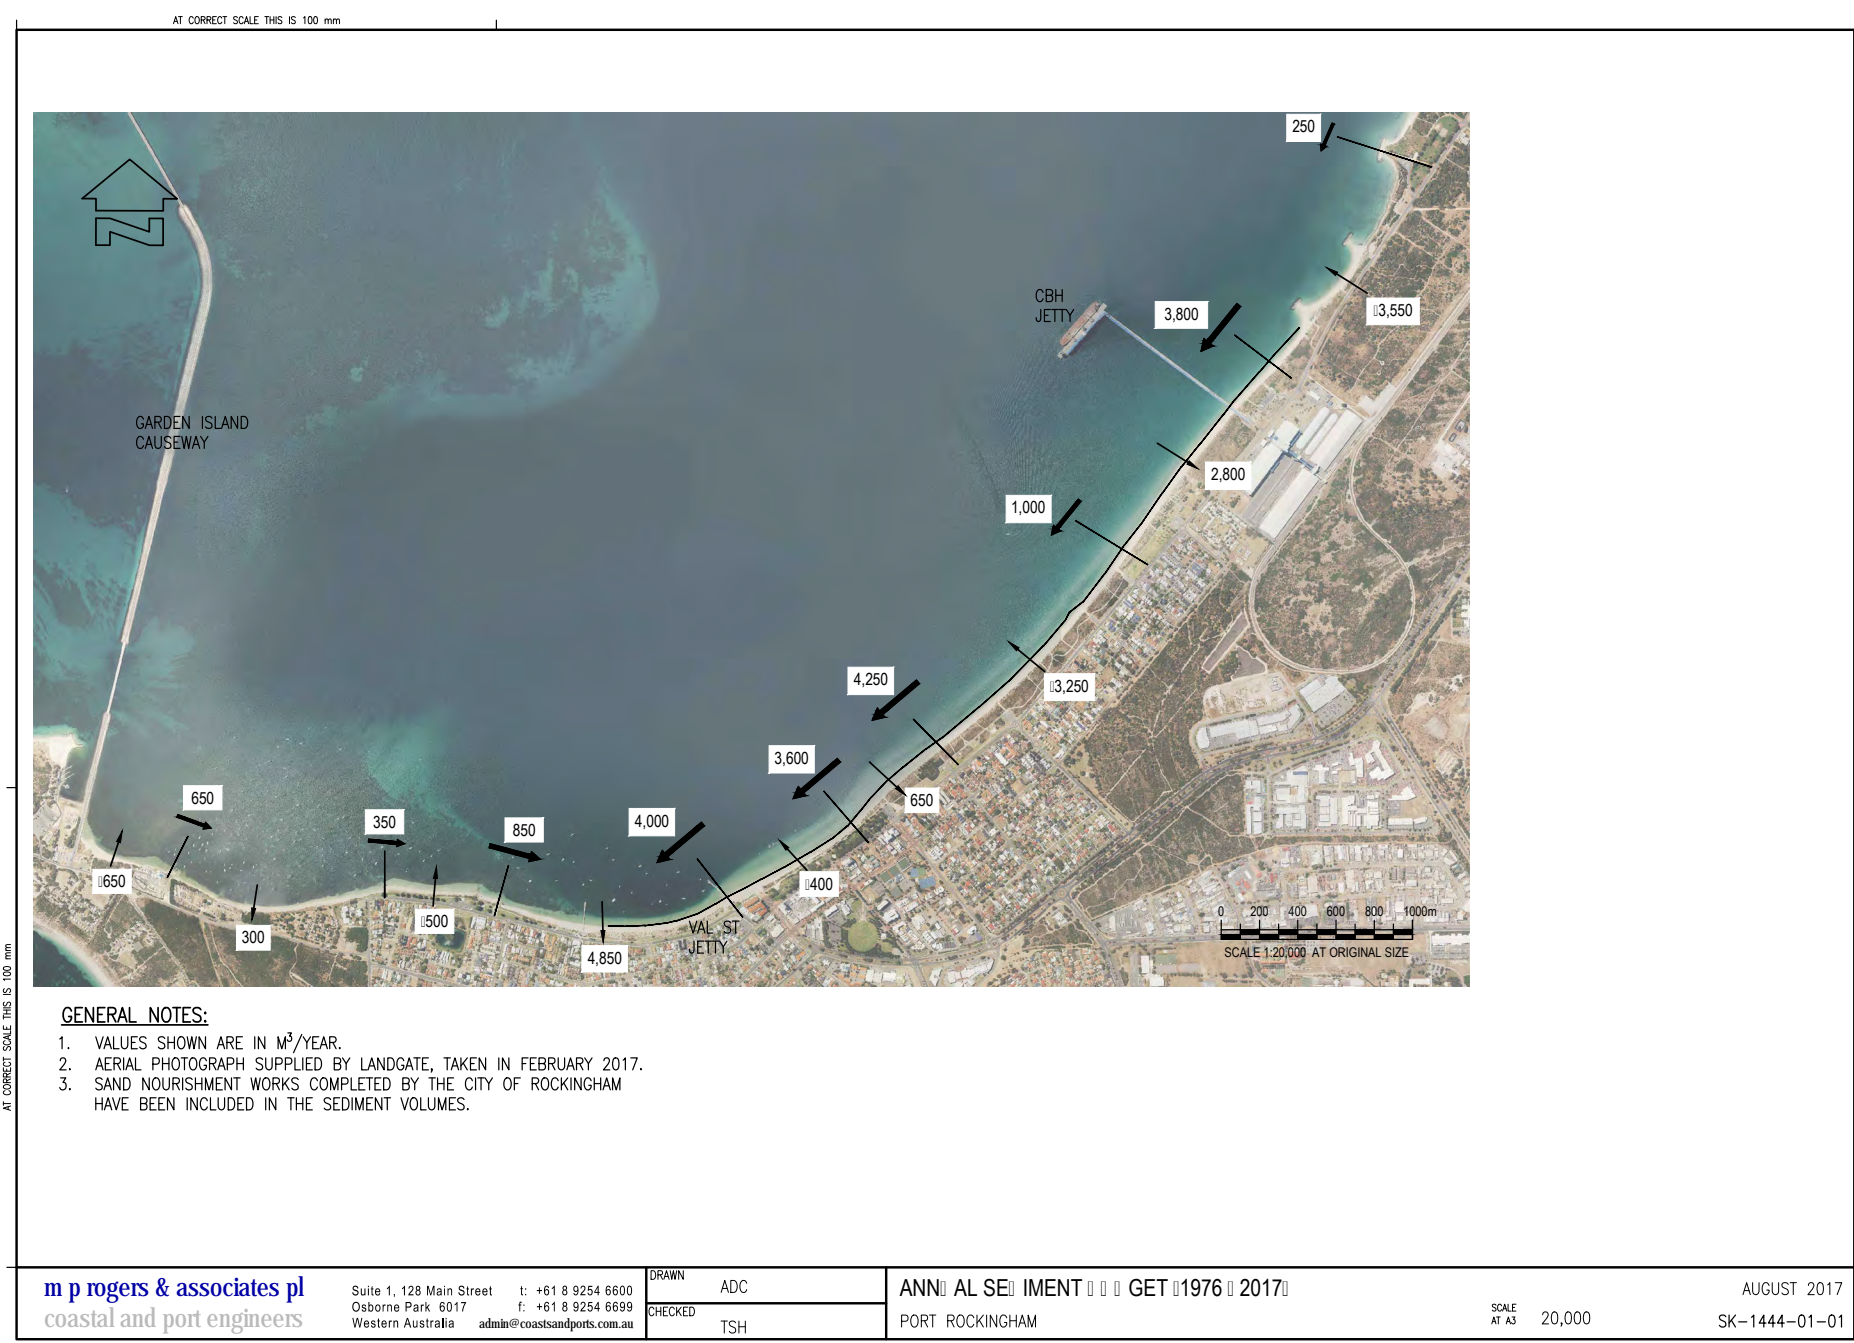 AT CORRECT SCALE THIS IS 100 mm
250
CBH
JETTY
3,800
3,550
GARDEN ISLAND
CAUSEWAY
2,800
1,000
4,250
3,250
3,600
650
650
350
850
4,000
650
400
500
300
4,850
VAL ST
JETTY
0 200 400 600 800 1000m
SCALE 1:20,000 AT ORIGINAL SIZE
AT CORRECT SCALE THIS IS 100 mm
GENERAL NOTES:
1. VALUES SHOWN ARE IN M³/YEAR.
2. AERIAL PHOTOGRAPH SUPPLIED BY LANDGATE, TAKEN IN FEBRUARY 2017.
3. SAND NOURISHMENT WORKS COMPLETED BY THE CITY OF ROCKINGHAM
HAVE BEEN INCLUDED IN THE SEDIMENT VOLUMES.
m p rogers & associates pl
coastal and port engineers
Suite 1, 128 Main Street t: +61 8 9254 6600
Osborne Park 6017 f: +61 8 9254 6699
Western Australia admin@coastsandports.com.au
DRAWN ADC
CHECKED TSH
ANN▯AL SE▯IMENT ▯▯▯GET ▯1976 ▯ 2017▯
PORT ROCKINGHAM
SCALE
AT A3 20,000
AUGUST 2017
SK-1444-01-01